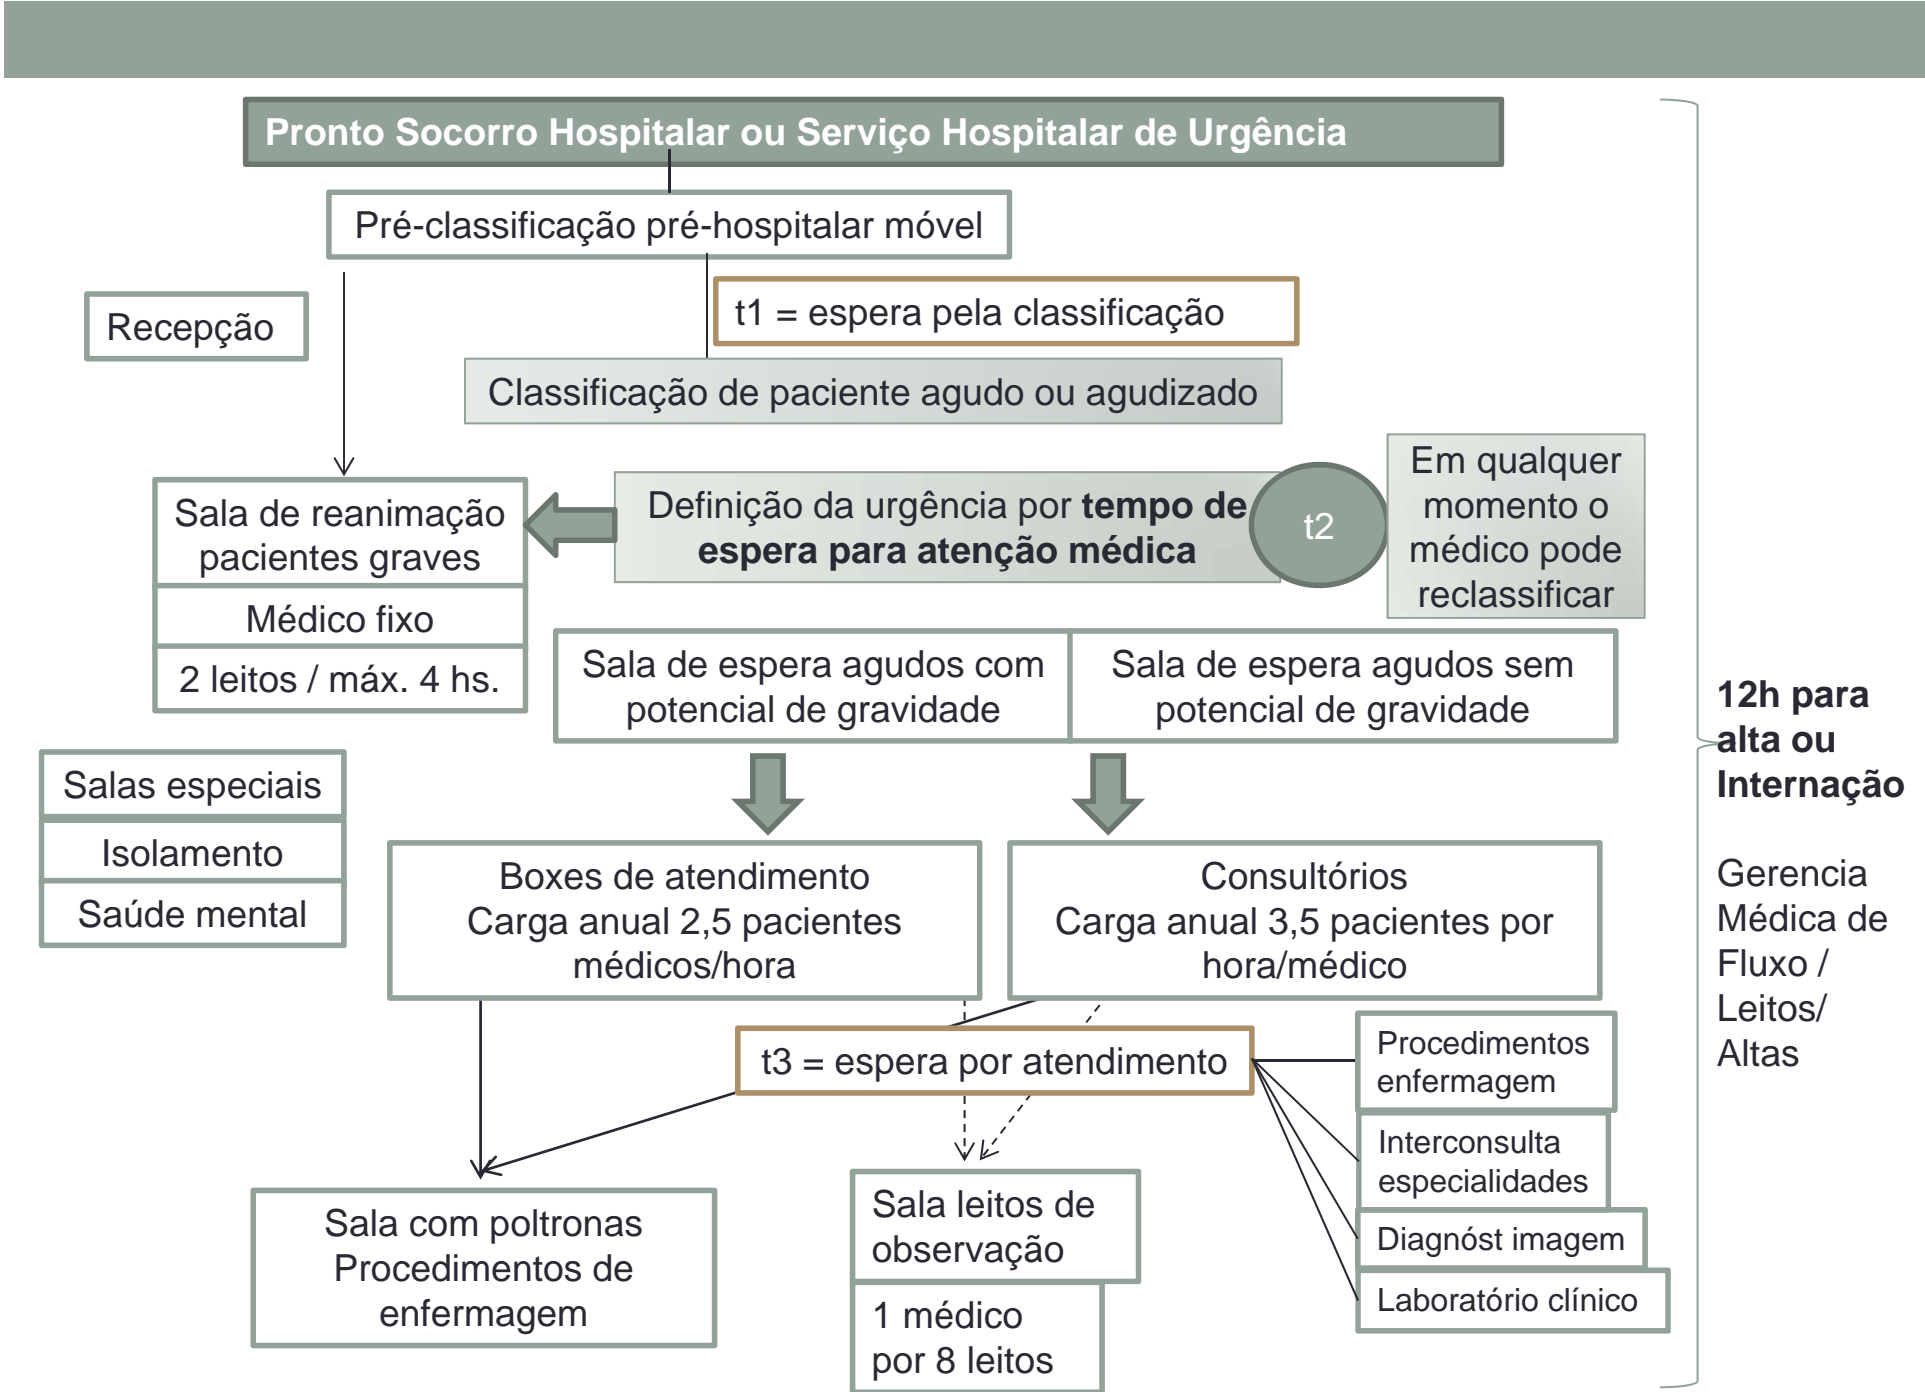 Pronto Socorro Hospitalar ou Serviço Hospitalar de Urgência
Pré-classificação pré-hospitalar móvel
Recepção
t1 = espera pela classificação
Classificação de paciente agudo ou agudizado
Sala de reanimação
pacientes graves
Médico fixo
2 leitos / máx. 4 hs.
Definição da urgência por tempo de
espera para atenção médica
t2
Em qualquer
momento o
médico pode
reclassificar
Sala de espera agudos com
potencial de gravidade
Sala de espera agudos sem
potencial de gravidade
Salas especiais
Isolamento
Saúde mental
Boxes de atendimento
Carga anual 2,5 pacientes
médicos/hora
Consultórios
Carga anual 3,5 pacientes por
hora/médico
t3 = espera por atendimento
Procedimentos
enfermagem
Interconsulta
especialidades
Diagnóst imagem
Laboratório clínico
Sala com poltronas
Procedimentos de
enfermagem
Sala leitos de
observação
1 médico
por 8 leitos
12h para
alta ou
Internação
Gerencia
Médica de
Fluxo /
Leitos/
Altas